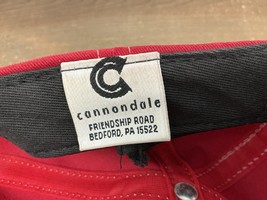 cannondale
FRIENDSHIP ROAD
BEDFORD, PA 15522